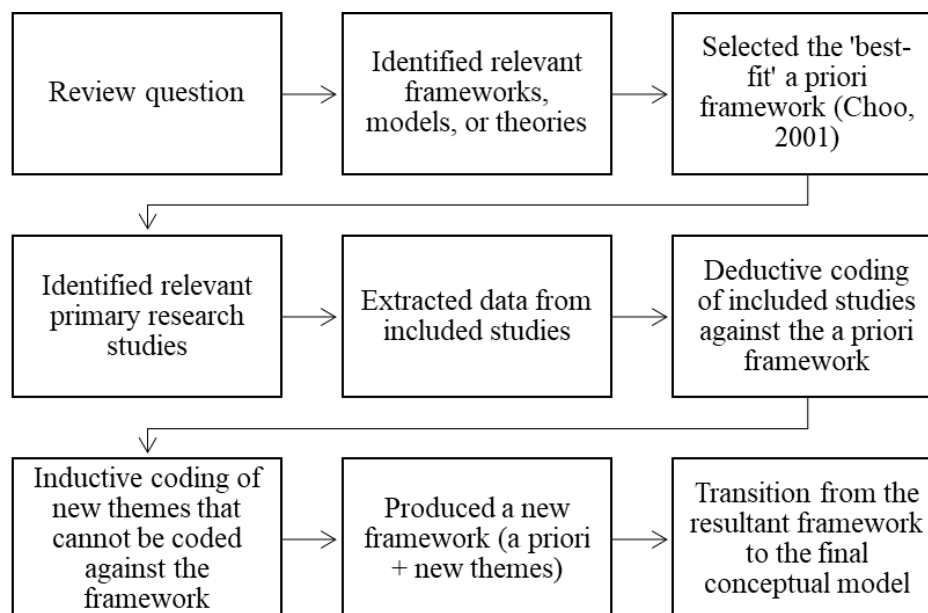 Review question
Identified relevant
frameworks,
models, or theories
Selected the 'best-
fit' a priori
framework (Choo,
2001)
Identified relevant
primary research
studies
Extracted data from
included studies
Deductive coding
of included studies
against the a priori
framework
Inductive coding of
new themes that
cannot be coded
against the
framework
Produced a new
framework (a priori
+ new themes)
Transition from the
resultant framework
to the final
conceptual model